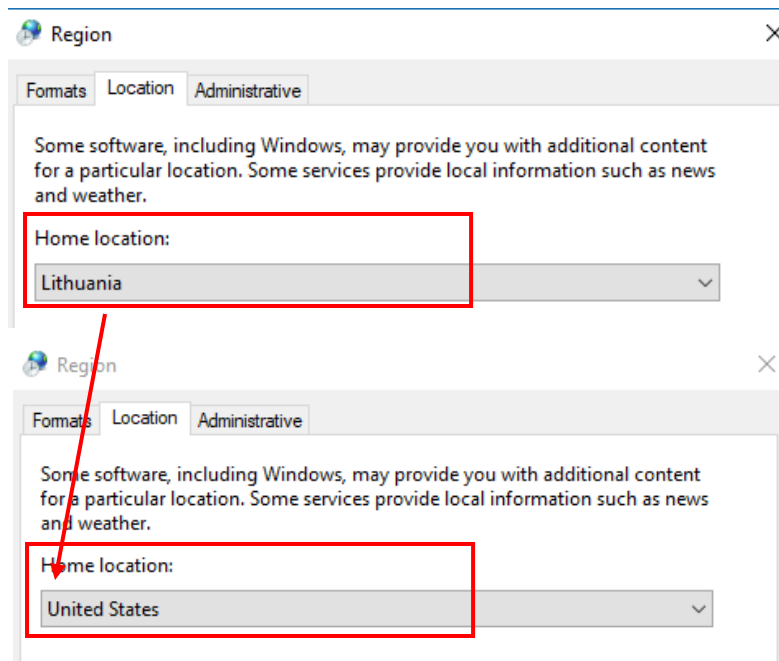 Region
Formats Location Administrative
Some software, including Windows, may provide you with additional content
for a particular location. Some services provide local information such as news
and weather.
Home location:
Lithuania
Region
Formats Location Administrative
Some software, including Windows, may provide you with additional content
for a particular location. Some services provide local information such as news
and weather.
Home location:
United States